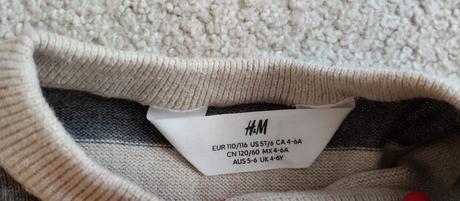 H&M
EUR 110/116 US 5T/6 CA 4-6A
CN 120/60 MX 4-6A
AUS 5-6 UK 4-6Y